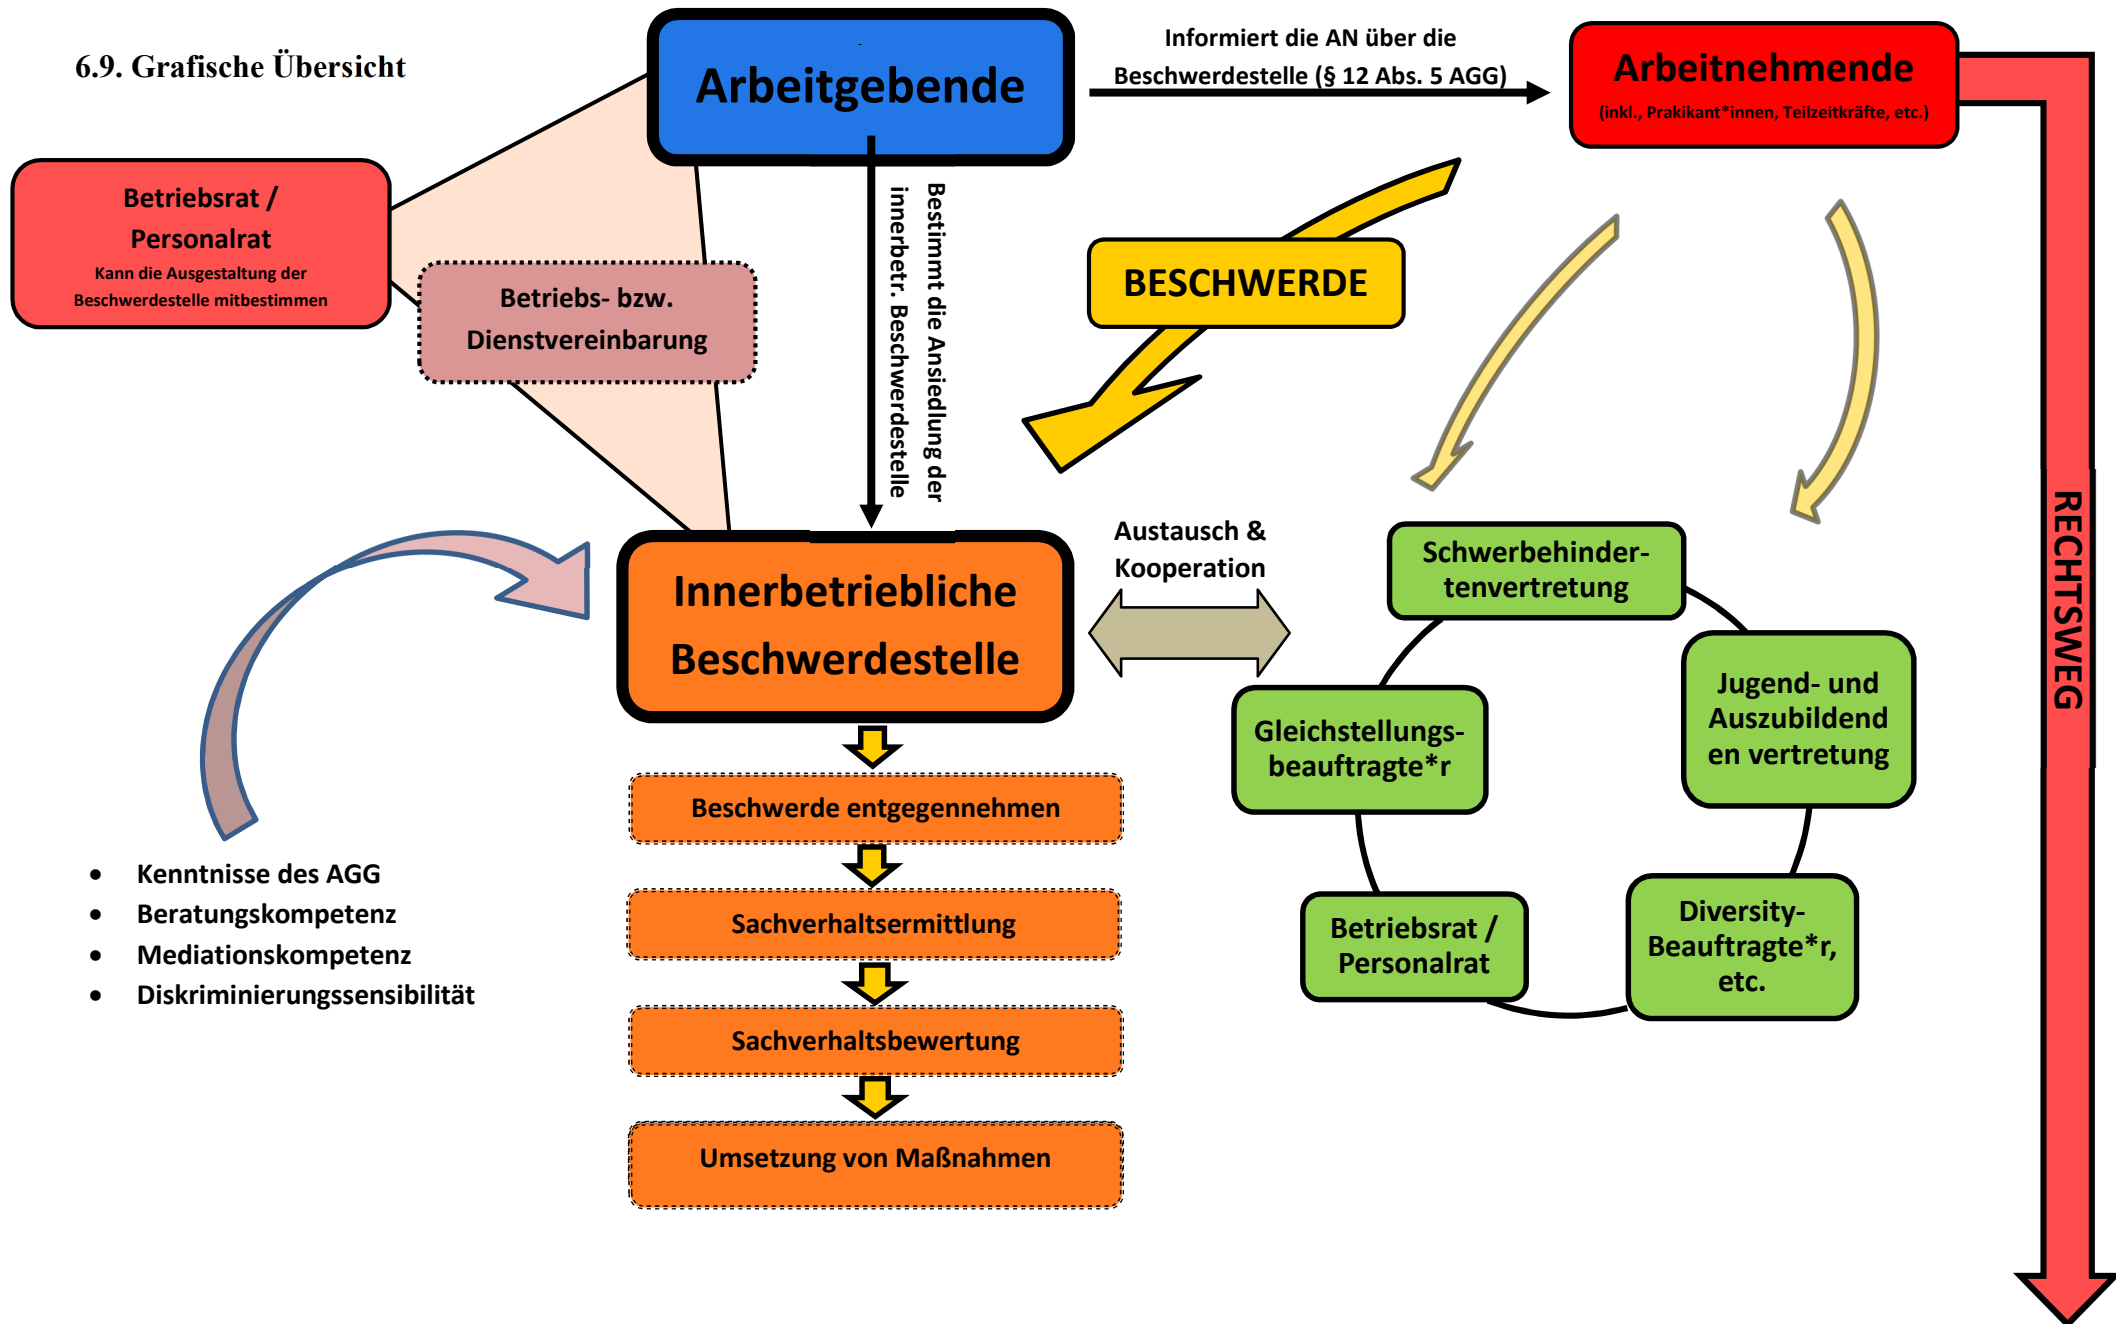 6.9. Grafische Übersicht
Arbeitgebende
Informiert die AN über die
Beschwerdestelle (§ 12 Abs. 5 AGG)
Arbeitnehmende
(inkl., Prakikant*innen, Teilzeitkräfte, etc.)
Betriebsrat /
Personalrat
Kann die Ausgestaltung der
Beschwerdestelle mitbestimmen
Betriebs- bzw.
Dienstvereinbarung
Bestimmt die Ansiedlung der
innerbetr. Beschwerdestelle
BESCHWERDE
RECHTSWEG
Innerbetriebliche
Beschwerdestelle
Austausch &
Kooperation
Schwerbehinder-
tenvertretung
Jugend- und
Auszubildend
en vertretung
Gleichstellungs-
beauftragte*r
Betriebsrat /
Personalrat
Diversity-
Beauftragte*r,
etc.
• Kenntnisse des AGG
• Beratungskompetenz
• Mediationskompetenz
• Diskriminierungssensibilität
Beschwerde entgegennehmen
Sachverhaltsermittlung
Sachverhaltsbewertung
Umsetzung von Maßnahmen